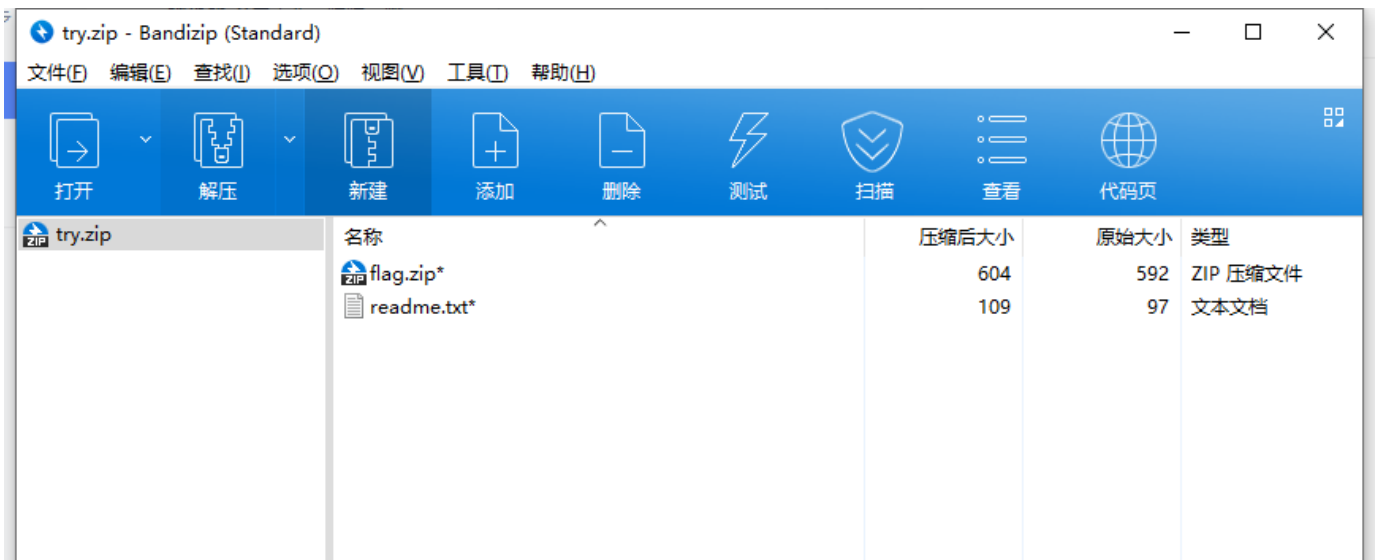 try.zip - Bandizip (Standard)
文件(F) 编辑(E) 查找(I) 选项(O) 视图(V) 工具(T) 帮助(H)
打开 解压 新建 添加 删除 测试 扫描 查看 代码页
try.zip
名称 压缩后大小 原始大小 类型
flag.zip* 604 592 ZIP 压缩文件
readme.txt* 109 97 文本文档